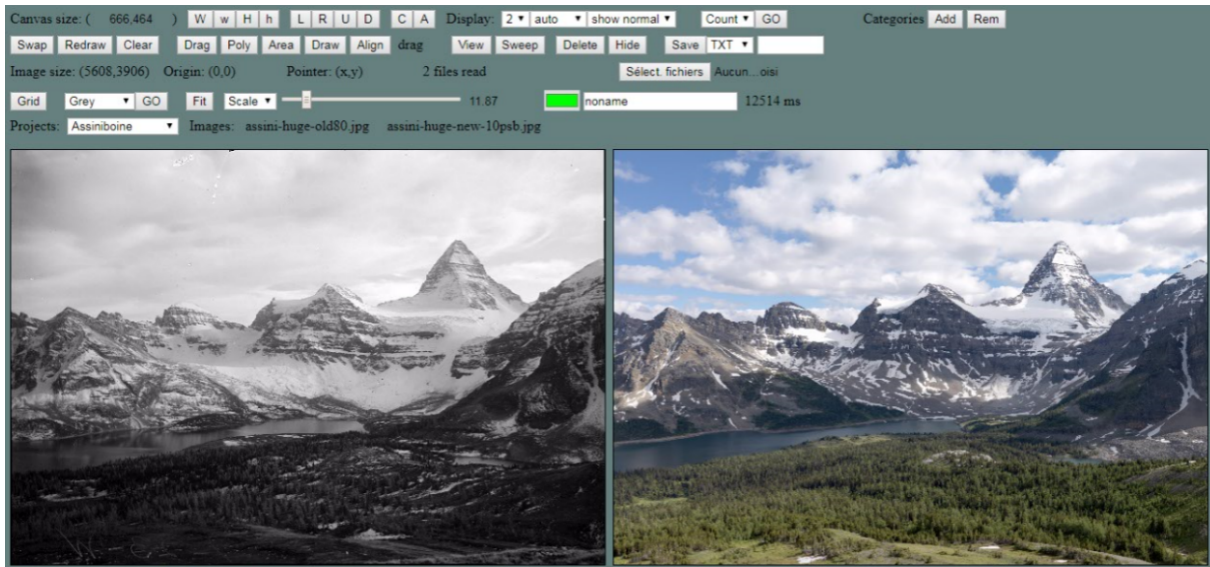 Canvas size: ( 666,464 ) W w H h L R U D C A Display: 2 auto show normal Count GO Categories Add Rem
Swap Redraw Clear Drag Poly Area Draw Align drag View Sweep Delete Hide Save TXT
Image size: (5608,3906) Origin: (0,0) Pointer: (x,y) 2 files read Sélect. fichiers Aucun...oisi
Grid Grey GO Fit Scale 11.87 noname 12514 ms
Projects: Assiniboine Images: assini-huge-old80.jpg assini-huge-new-10psb.jpg